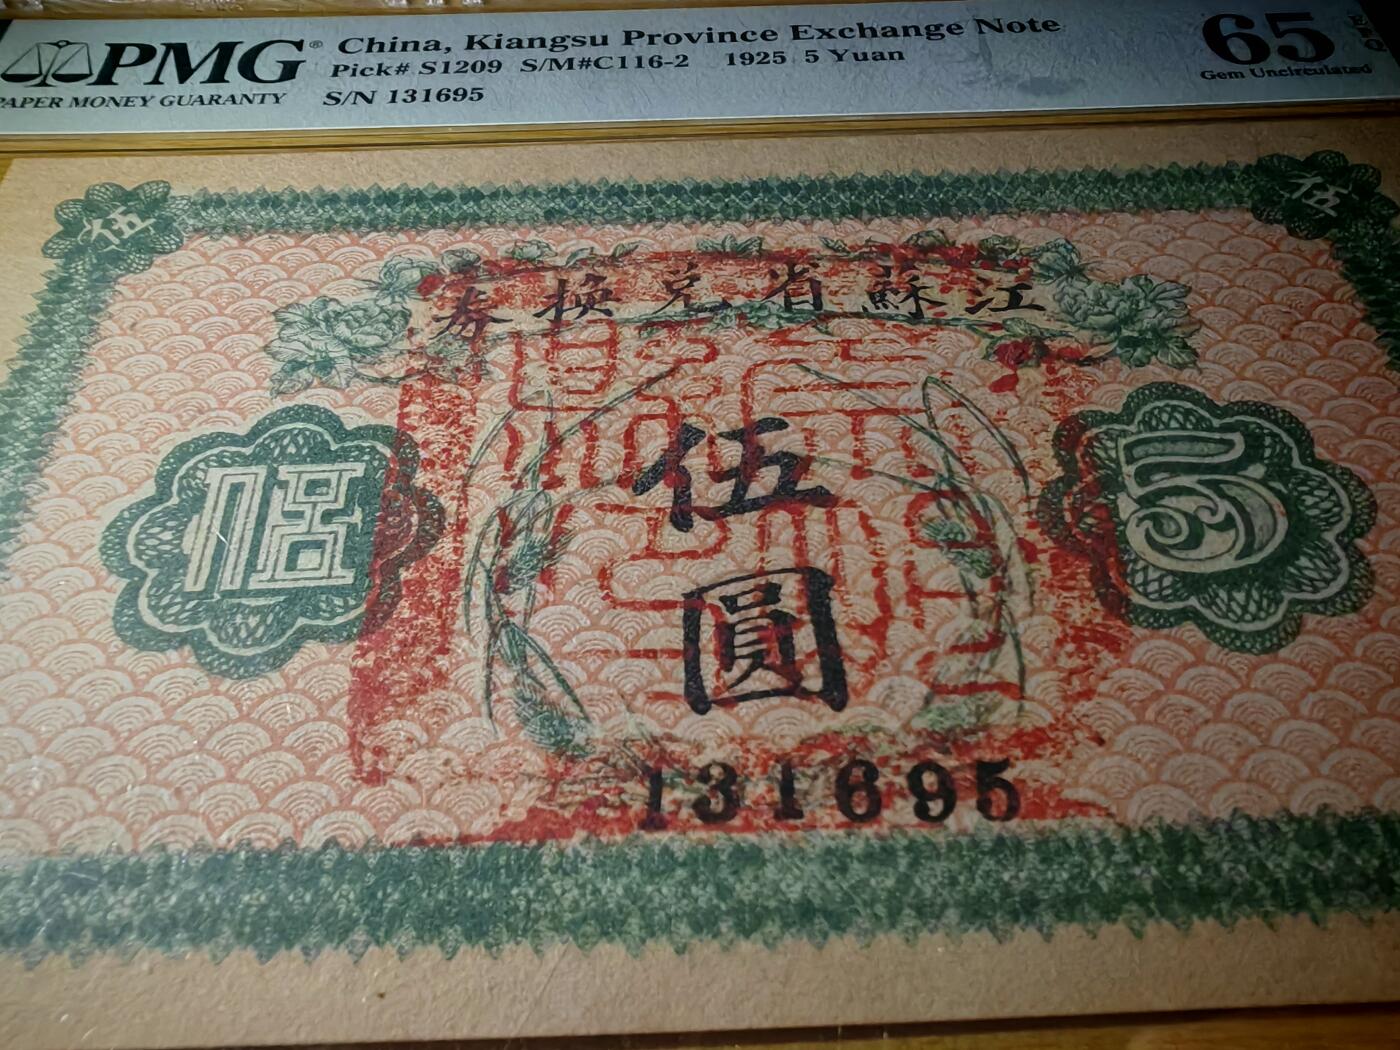 PMG®
PAPER MONEY GUARANTY
China, Kiangsu Province Exchange Note
Pick# S1209 S/M#C116-2 1925 5 Yuan
S/N 131695
65 EPQ
Gem Uncirculated
伍 伍
券換兌省蘇江
伍 5
伍
圓
131695